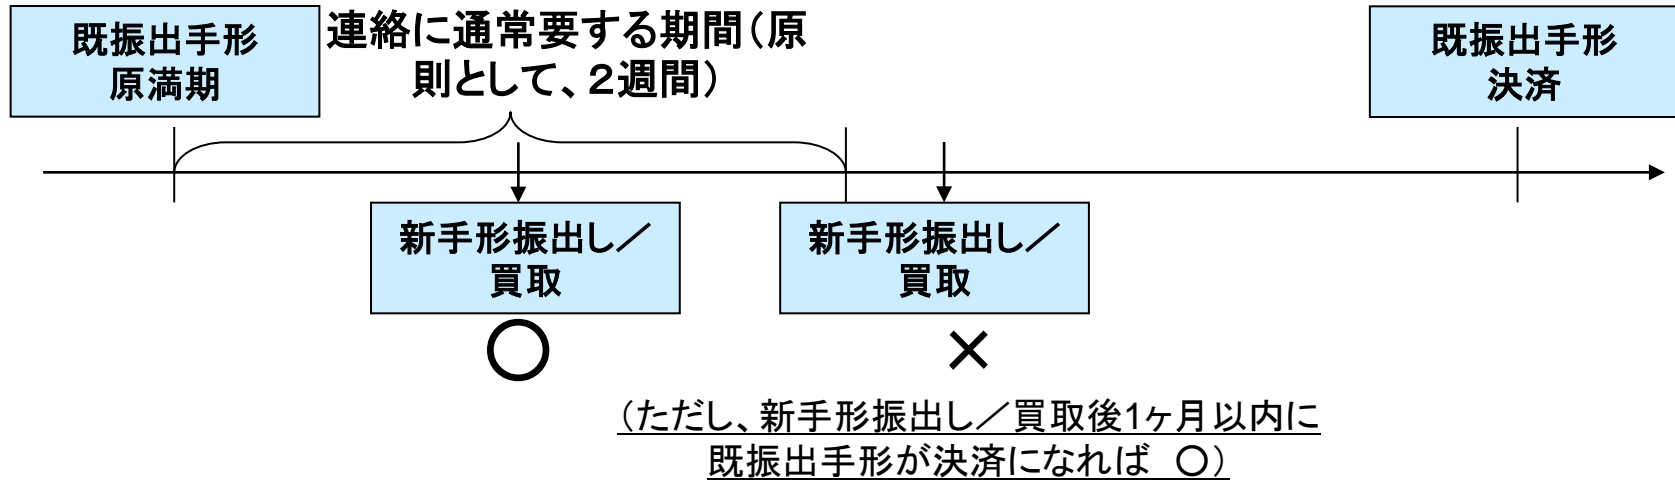 既振出手形
原満期
連絡に通常要する期間（原
則として、２週間）
既振出手形
決済
新手形振出し／
買取
新手形振出し／
買取
○
×
（ただし、新手形振出し／買取後1ヶ月以内に
既振出手形が決済になれば　○）